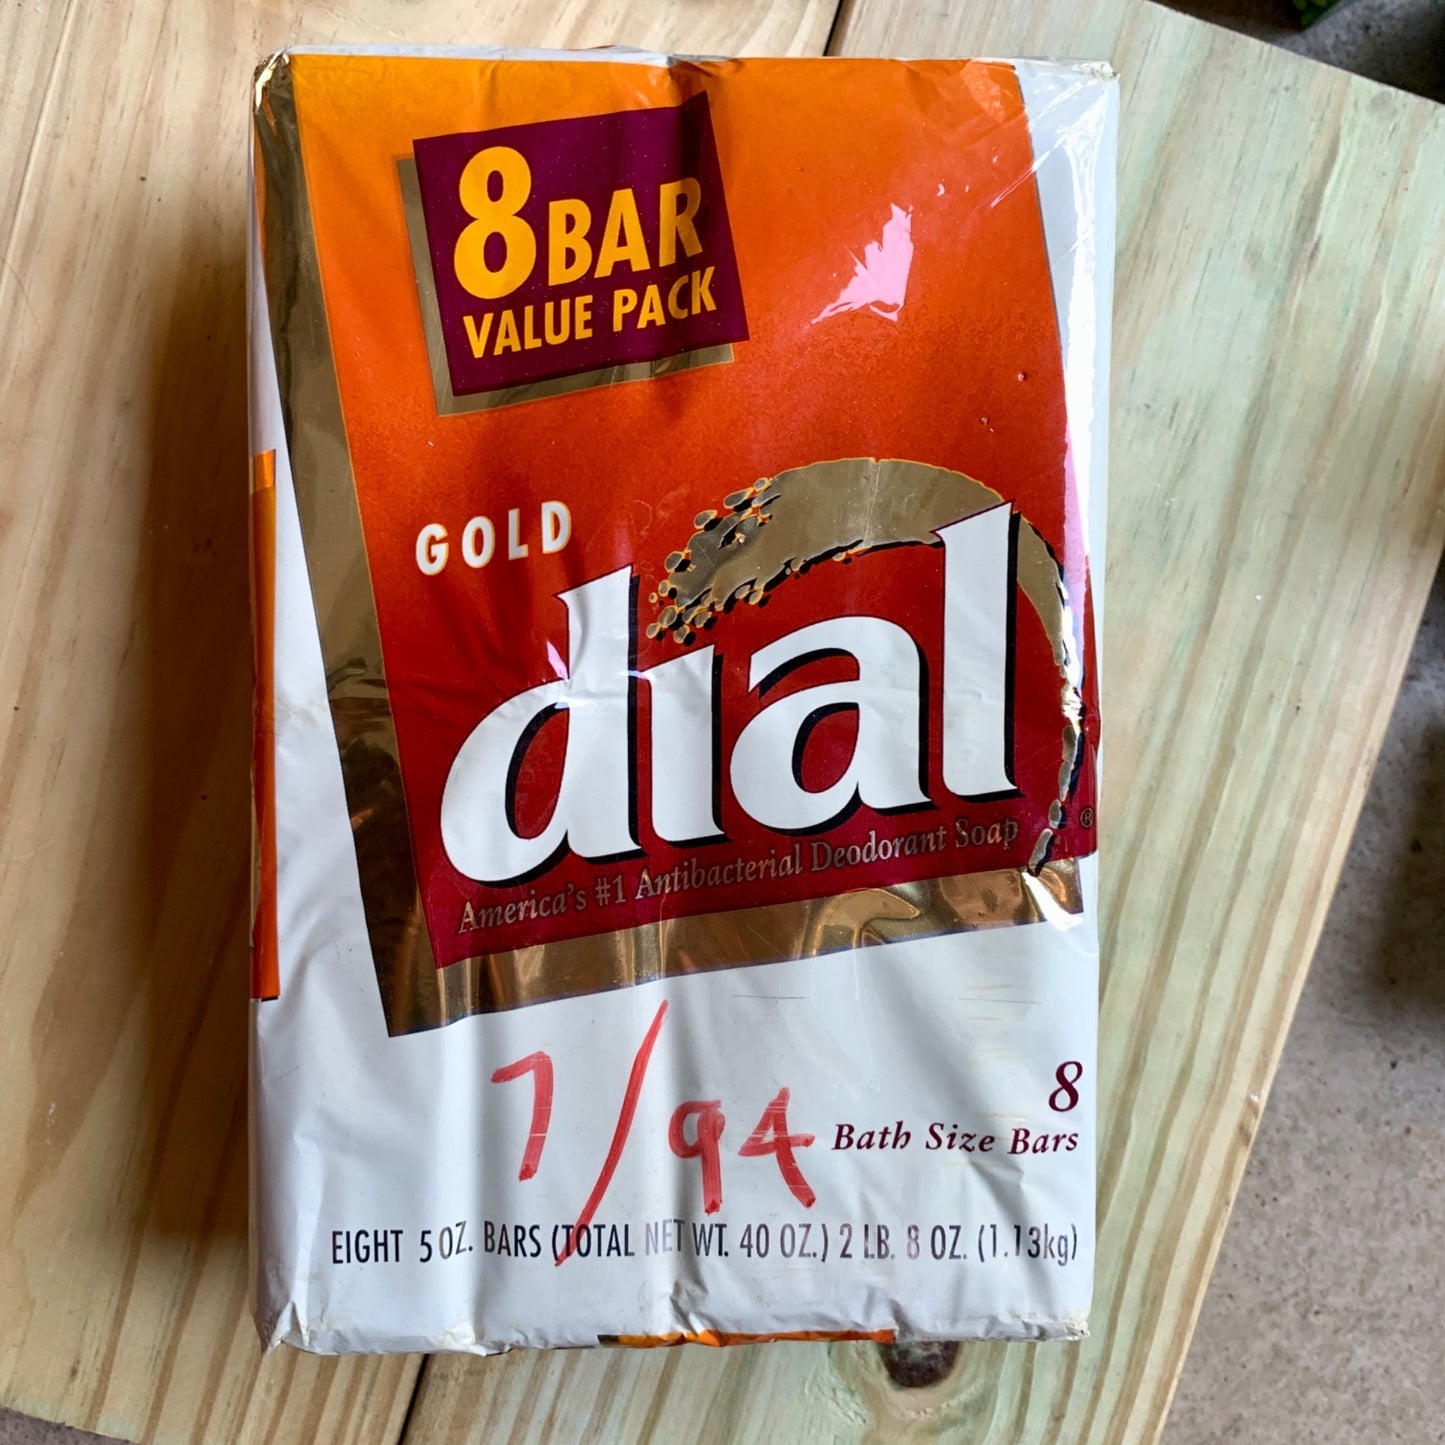 8 BAR
VALUE PACK
GOLD
dial
®
America's #1 Antibacterial Deodorant Soap
7/94
8
Bath Size Bars
EIGHT 5 OZ. BARS (TOTAL NET WT. 40 OZ.) 2 LB. 8 OZ. (1.13kg)